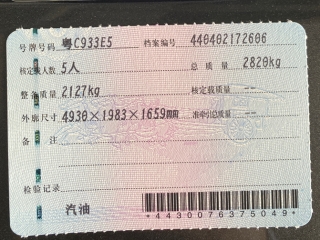 号牌号码 粤C933E5 档案编号 440402172606
核定载人数 5人 总质量 2820kg
整备质量 2127kg 核定载质量 --
外廓尺寸 4930×1983×1659mm 准牵引总质量 --
备注
检验记录
汽油
*4430076375049*